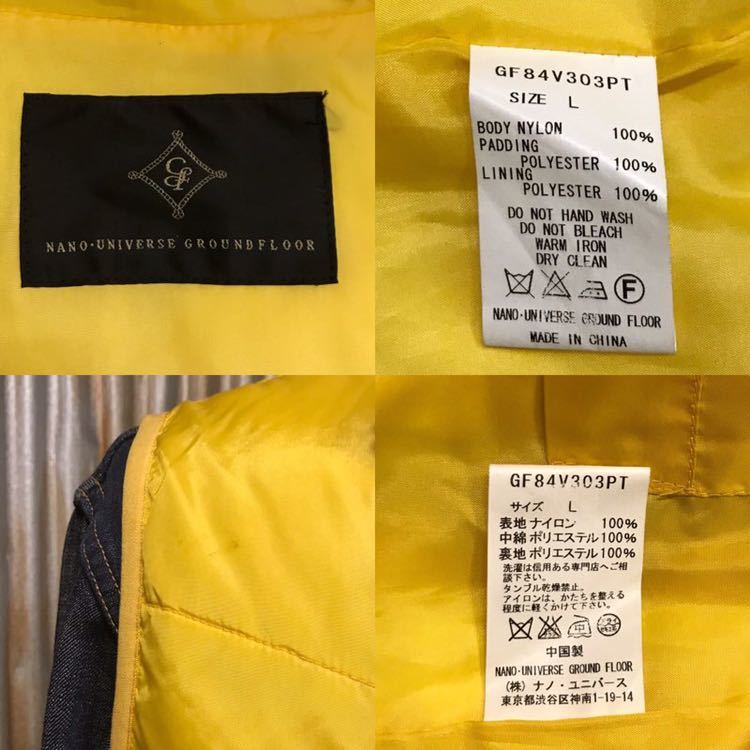 GF
NANO·UNIVERSE GROUNDFLOOR
GF84V303PT
SIZE L
BODY NYLON 100%
PADDING
POLYESTER 100%
LINING
POLYESTER 100%
DO NOT HAND WASH
DO NOT BLEACH
WARM IRON
DRY CLEAN
F
NANO·UNIVERSE GROUND FLOOR
MADE IN CHINA
GF84V303PT
サイズ L
表地 ナイロン 100%
中綿 ポリエステル 100%
裏地 ポリエステル 100%
洗濯は信用ある専門店へご相
談下さい。
タンブル乾燥禁止。
アイロンは、かたちを整える
程度に軽くかけて下さい。
中国製
NANO·UNIVERSE GROUND FLOOR
(株) ナノ・ユニバース
東京都渋谷区神南1-19-14